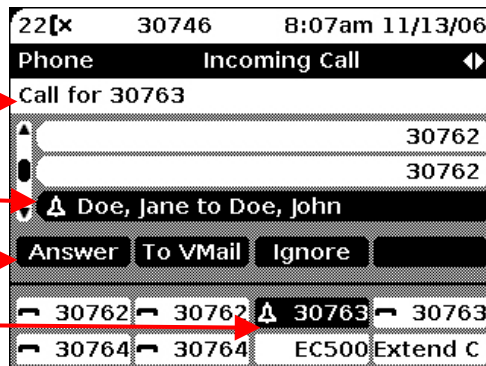 22 30746 8:07am 11/13/06
Phone Incoming Call
Call for 30763
30762
30762
Doe, Jane to Doe, John
Answer To VMail Ignore
30762 30762 30763 30763
30764 30764 EC500 Extend C